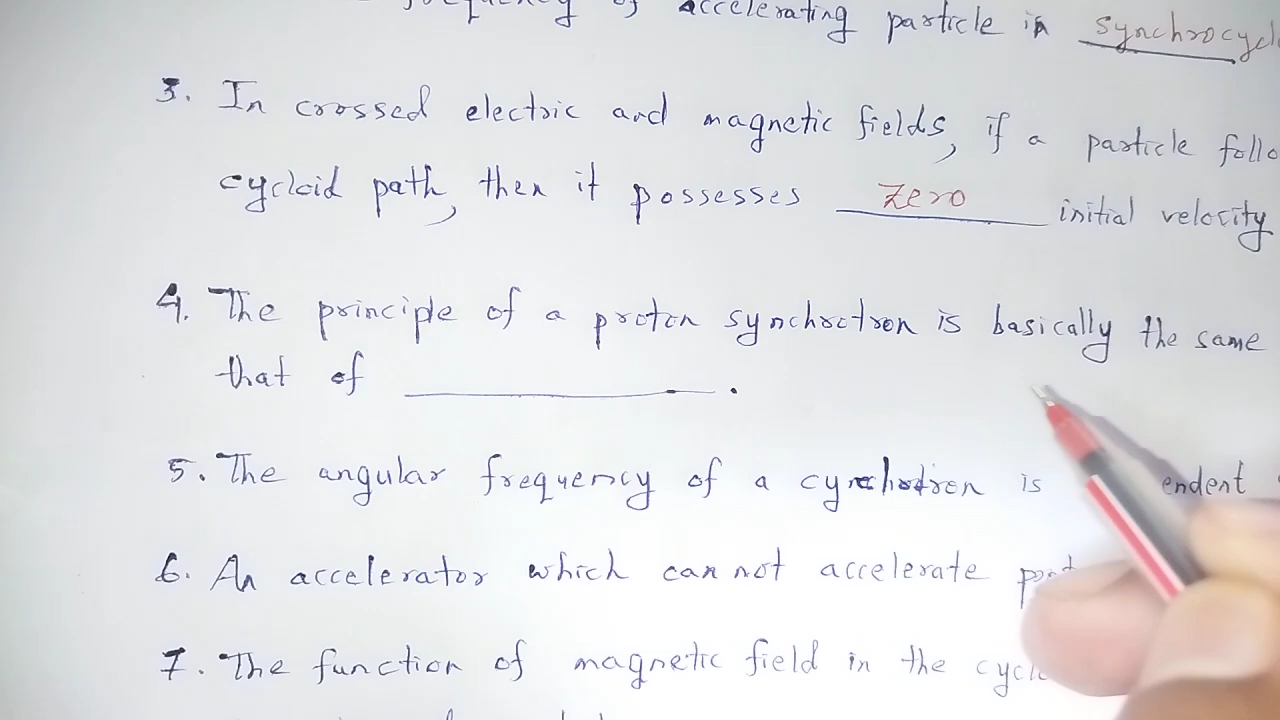 frequency of accelerating particle in synchrocycl
3. In crossed electric and magnetic fields, if a particle follo
cycloid path, then it possesses zero initial velocity
4. The principle of a proton synchrotron is basically the same
that of ________.
5. The angular frequency of a cyrchotron is endent
6. An accelerator which can not accelerate
7. The function of magnetic field in the cycl